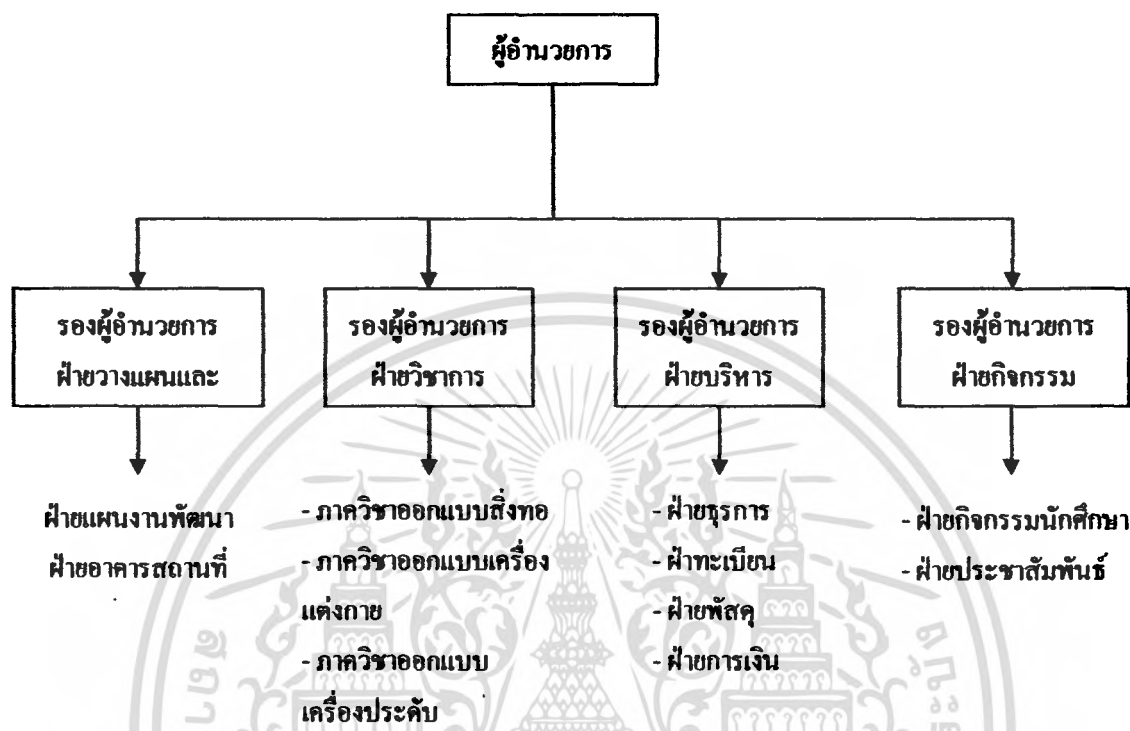 ผู้อำนวยการ
รองผู้อำนวยการ
ฝ่ายวางแผนและ
รองผู้อำนวยการ
ฝ่ายวิชาการ
รองผู้อำนวยการ
ฝ่ายบริหาร
รองผู้อำนวยการ
ฝ่ายกิจกรรม
ฝ่ายแผนงานพัฒนา
ฝ่ายอาคารสถานที่
- ภาควิชาออกแบบสิ่งทอ
- ภาควิชาออกแบบเครื่อง
แต่งกาย
- ภาควิชาออกแบบ
เครื่องประดับ
- ฝ่ายธุรการ
- ฝ่าทะเบียน
- ฝ่ายพัสดุ
- ฝ่ายการเงิน
- ฝ่ายกิจกรรมนักศึกษา
- ฝ่ายประชาสัมพันธ์